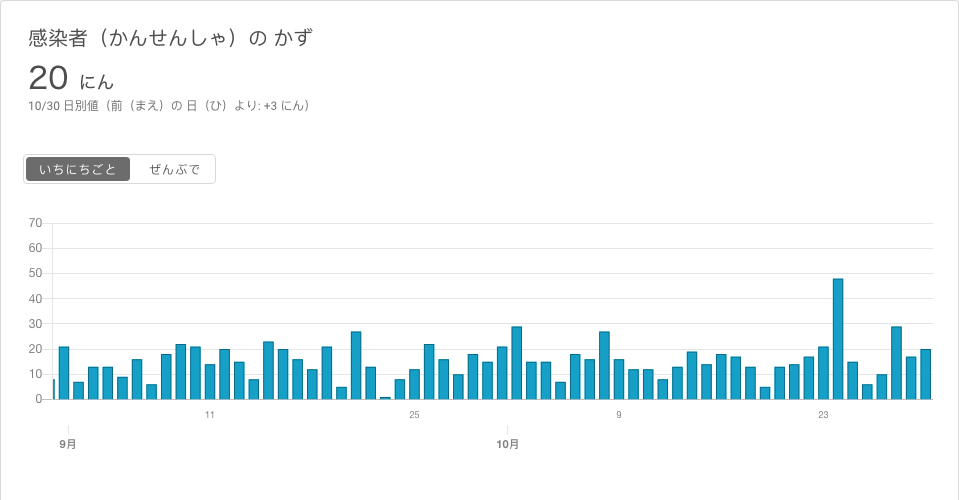 感染者（かんせんしゃ）の かず
20 にん
10/30 日別値（前（まえ）の 日（ひ）より: +3 にん）
いちにちごと ぜんぶで
70
60
50
40
30
20
10
0
11 25 9 23
9月 10月